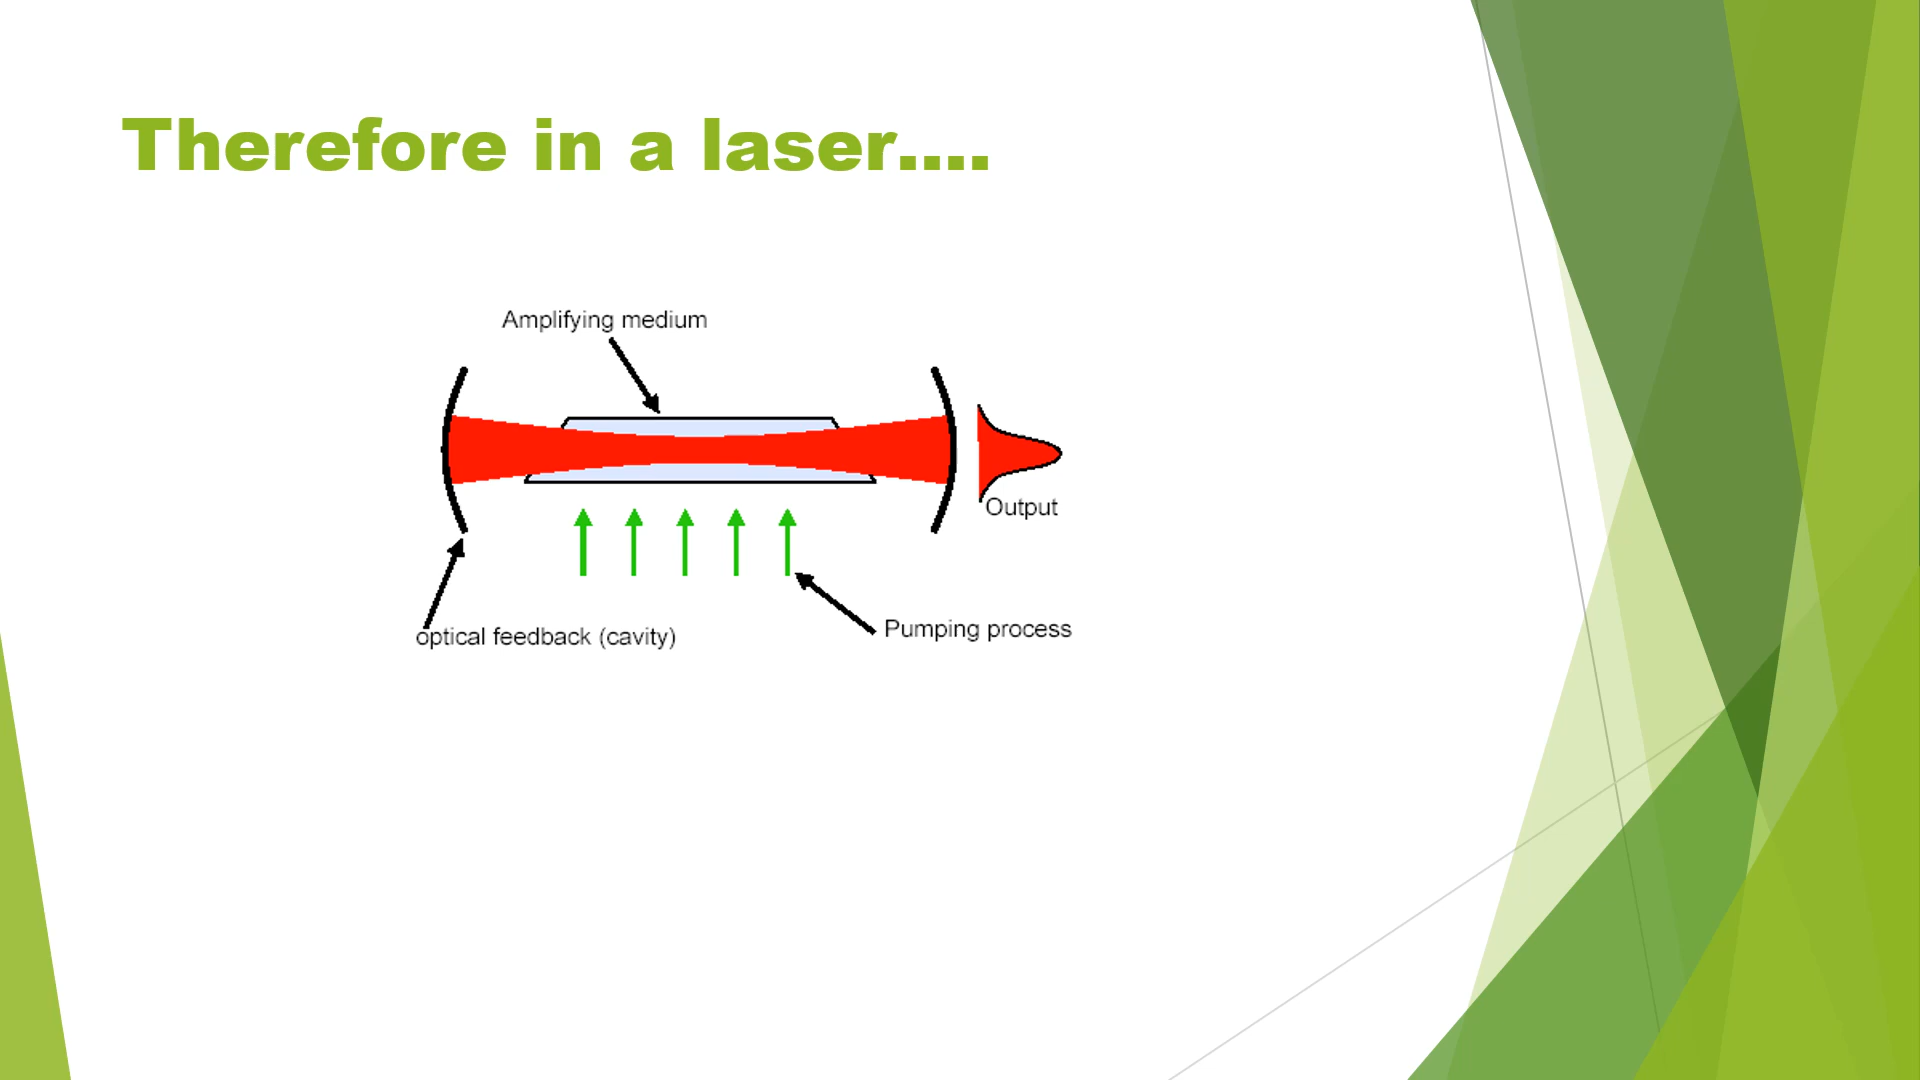 Therefore in a laser....
Amplifying medium
Output
optical feedback (cavity)
Pumping process